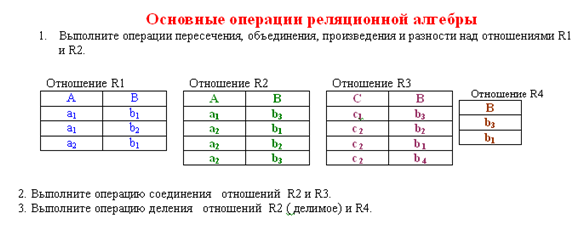 Основные операции реляционной алгебры
1. Выполните операции пересечения, объединения, произведения и разности над отношениями R1
и R2.
Отношение R1
A B
a1 b1
a1 b2
a2 b1
Отношение R2
A B
a1 b3
a2 b1
a2 b2
a2 b3
Отношение R3
C B
c1 b3
c2 b2
c2 b1
c2 b4
Отношение R4
B
b3
b1
2. Выполните операцию соединения отношений R2 и R3.
3. Выполните операцию деления отношений R2 ( делимое) и R4.